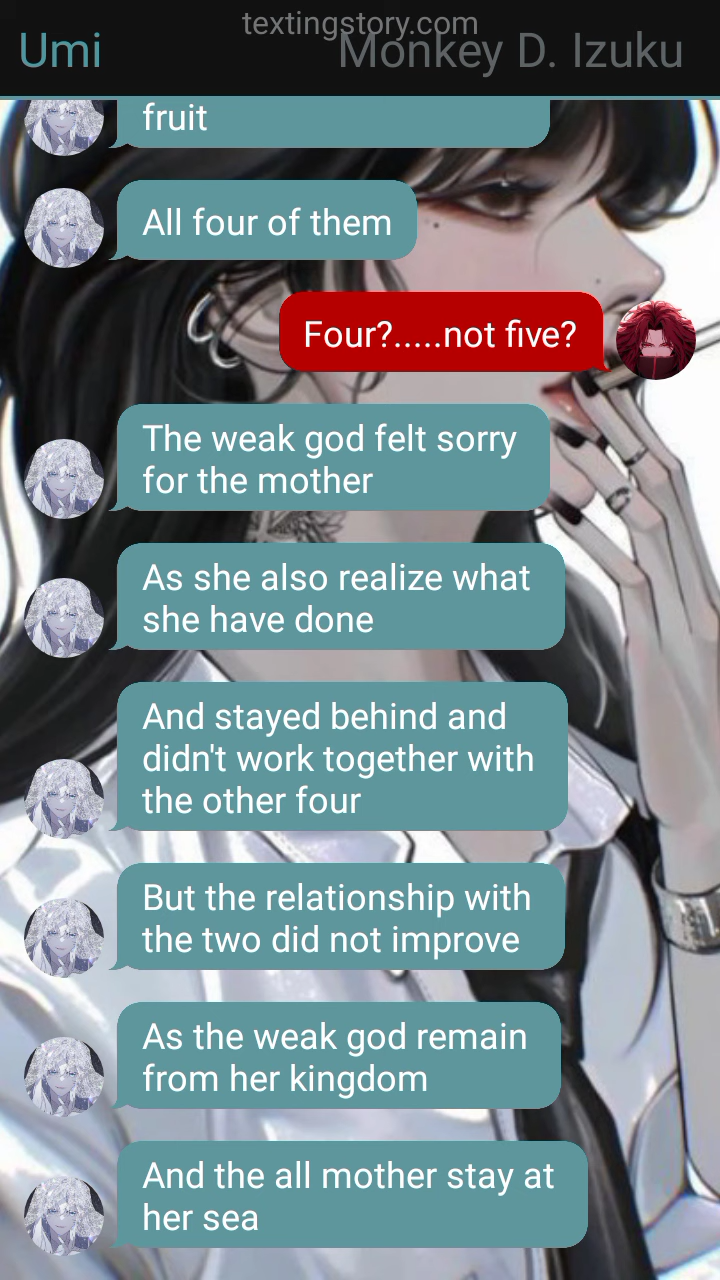 textingstory.com
Umi
Monkey D. Izuku
fruit
All four of them
Four?.....not five?
The weak god felt sorry
for the mother
As she also realize what
she have done
And stayed behind and
didn't work together with
the other four
But the relationship with
the two did not improve
As the weak god remain
from her kingdom
And the all mother stay at
her sea